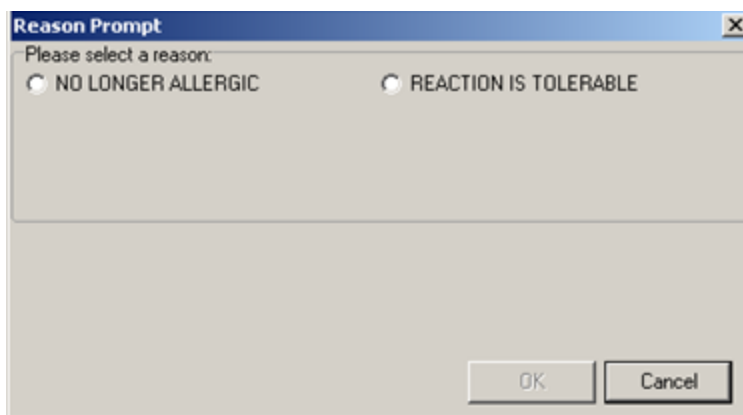 Reason Prompt
Please select a reason:
NO LONGER ALLERGIC
REACTION IS TOLERABLE
OK
Cancel